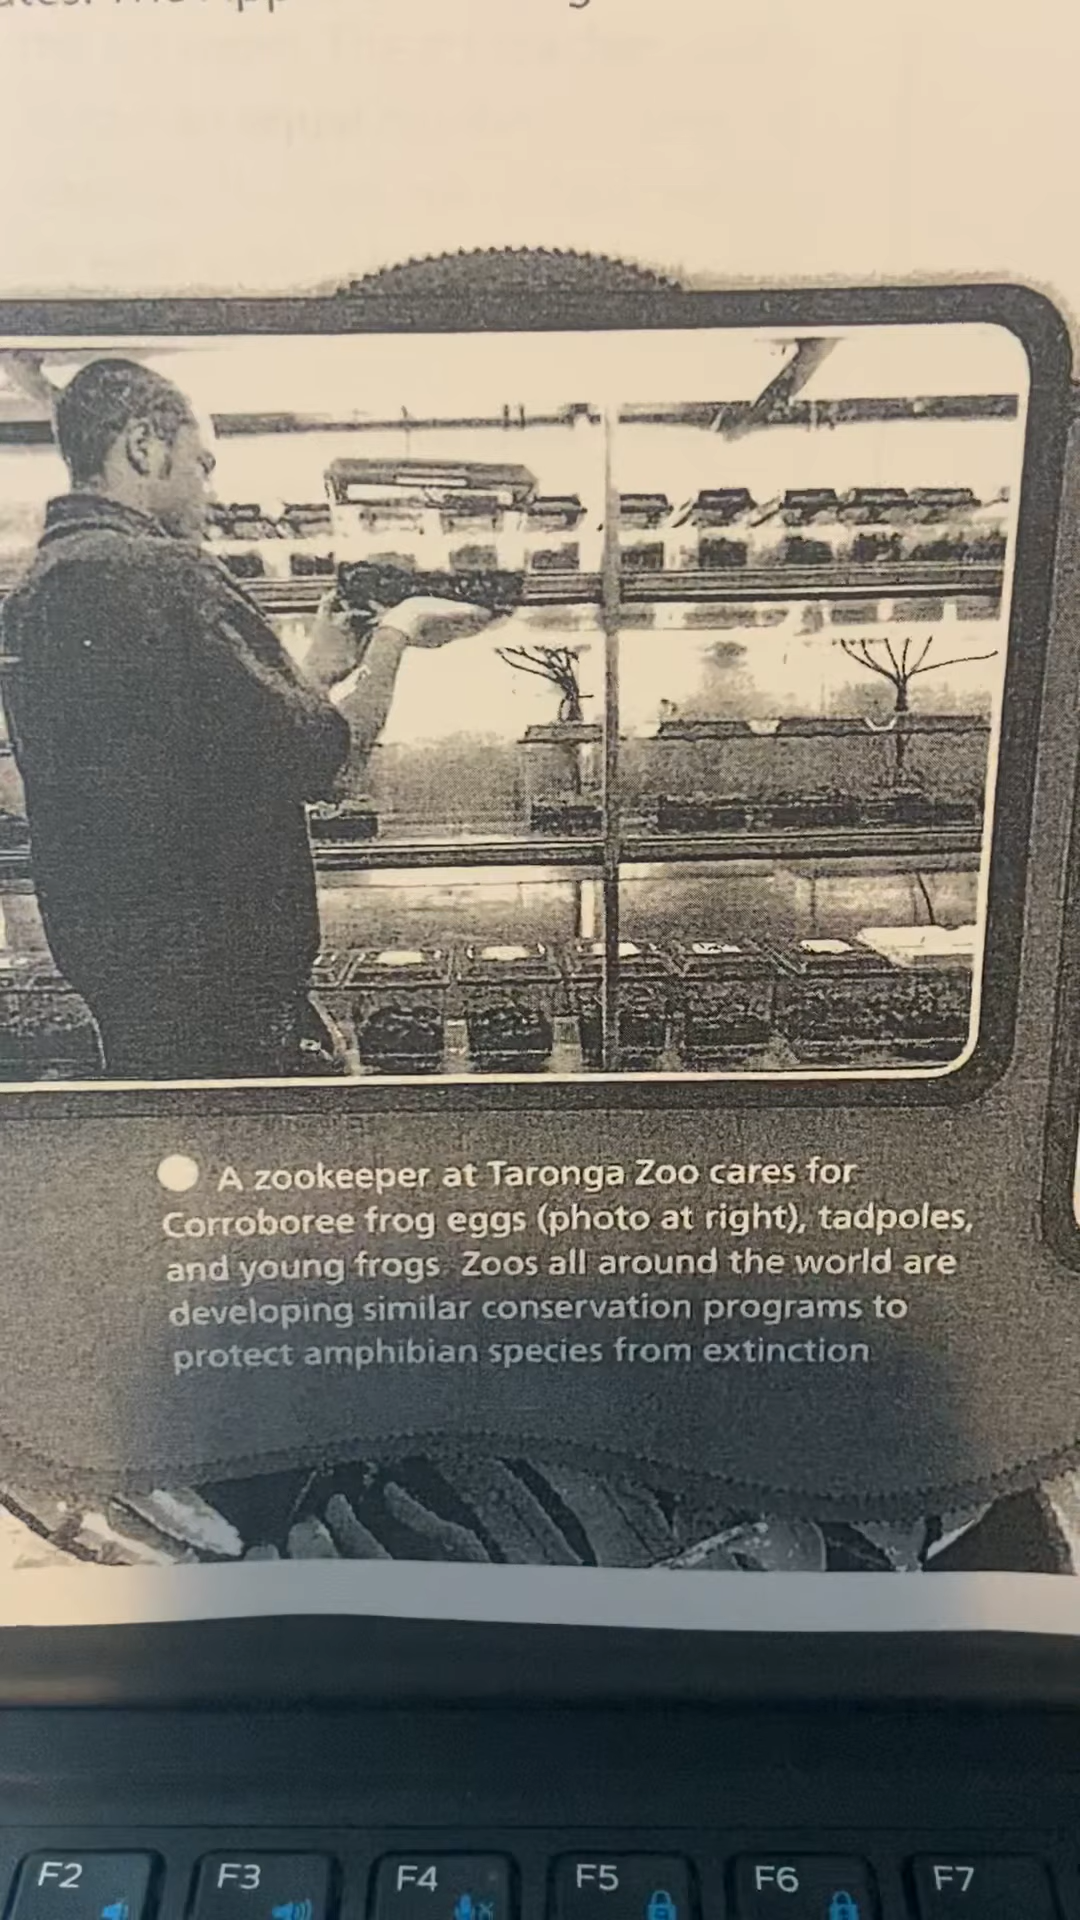 A zookeeper at Taronga Zoo cares for
Corroboree frog eggs (photo at right), tadpoles,
and young frogs. Zoos all around the world are
developing similar conservation programs to
protect amphibian species from extinction
F2 F3 F4 F5 F6 F7